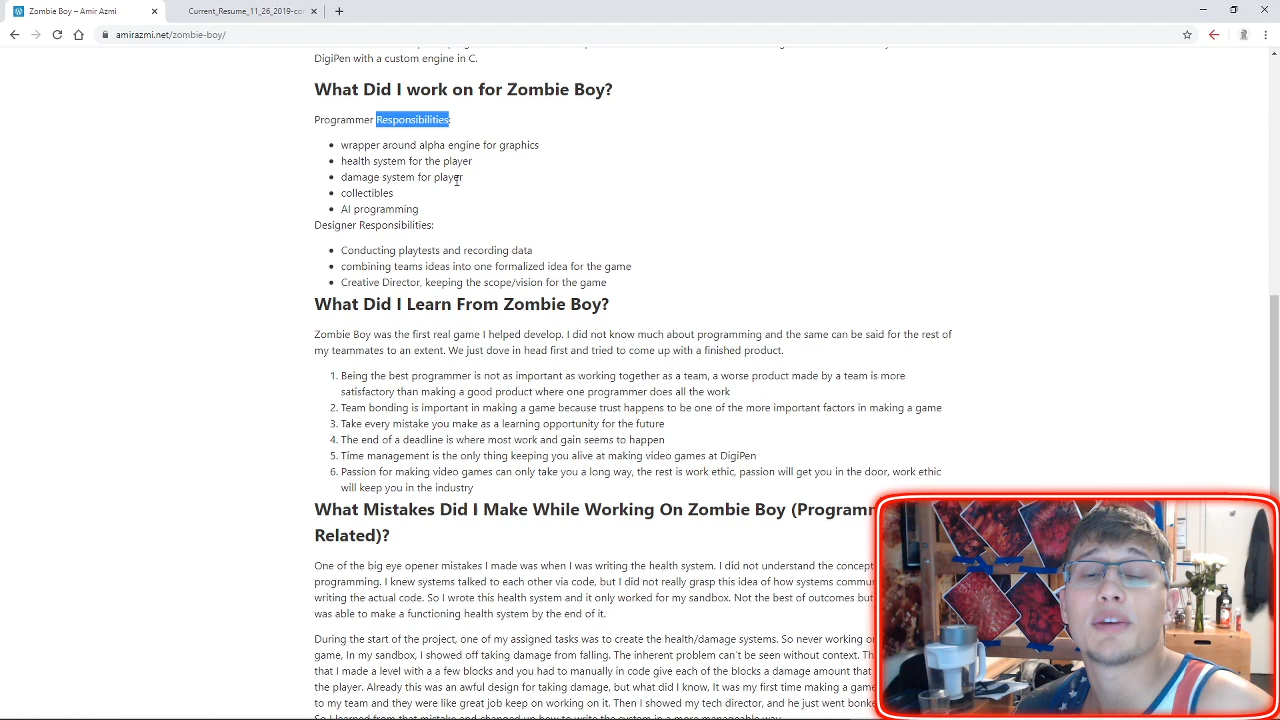 Zombie Boy – Amir Azmi
Current_Resume_11_26_2019-con
amirazmi.net/zombie-boy/
DigiPen with a custom engine in C.
What Did I work on for Zombie Boy?
Programmer Responsibilities:
wrapper around alpha engine for graphics
health system for the player
damage system for player
collectibles
AI programming
Designer Responsibilities:
Conducting playtests and recording data
combining teams ideas into one formalized idea for the game
Creative Director, keeping the scope/vision for the game
What Did I Learn From Zombie Boy?
Zombie Boy was the first real game I helped develop. I did not know much about programming and the same can be said for the rest of
my teammates to an extent. We just dove in head first and tried to come up with a finished product.
1. Being the best programmer is not as important as working together as a team, a worse product made by a team is more
satisfactory than making a good product where one programmer does all the work
2. Team bonding is important in making a game because trust happens to be one of the more important factors in making a game
3. Take every mistake you make as a learning opportunity for the future
4. The end of a deadline is where most work and gain seems to happen
5. Time management is the only thing keeping you alive at making video games at DigiPen
6. Passion for making video games can only take you a long way, the rest is work ethic, passion will get you in the door, work ethic
will keep you in the industry
What Mistakes Did I Make While Working On Zombie Boy (Programm
Related)?
One of the big eye opener mistakes I made was when I was writing the health system. I did not understand the concept
programming. I knew systems talked to each other via code, but I did not really grasp this idea of how systems commu
writing the actual code. So I wrote this health system and it only worked for my sandbox. Not the best of outcomes but
was able to make a functioning health system by the end of it.
During the start of the project, one of my assigned tasks was to create the health/damage systems. So never working o
game, In my sandbox, I showed off taking damage from falling. The inherent problem can't be seen without context. Th
that I made a level with a few blocks and you had to manually in code give each of the blocks a damage amount that
the player. Already this was an awful design for taking damage, but what did I know, It was my first time making a game
to my team and they were like great job keep on working on it. Then I showed my tech director, and he just went bonke
So I learned from that mistake and changed up how to write the system in a more manageable way.